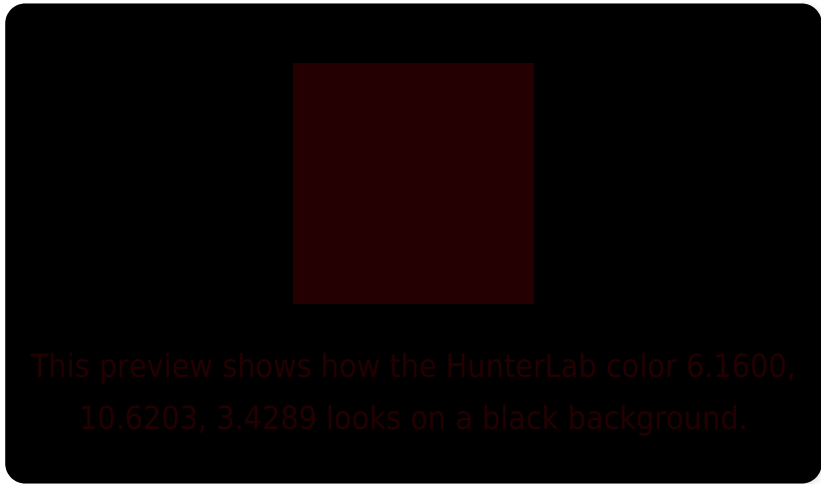 This preview shows how the HunterLab color 6.1600,
10.6203, 3.4289 looks on a black background.